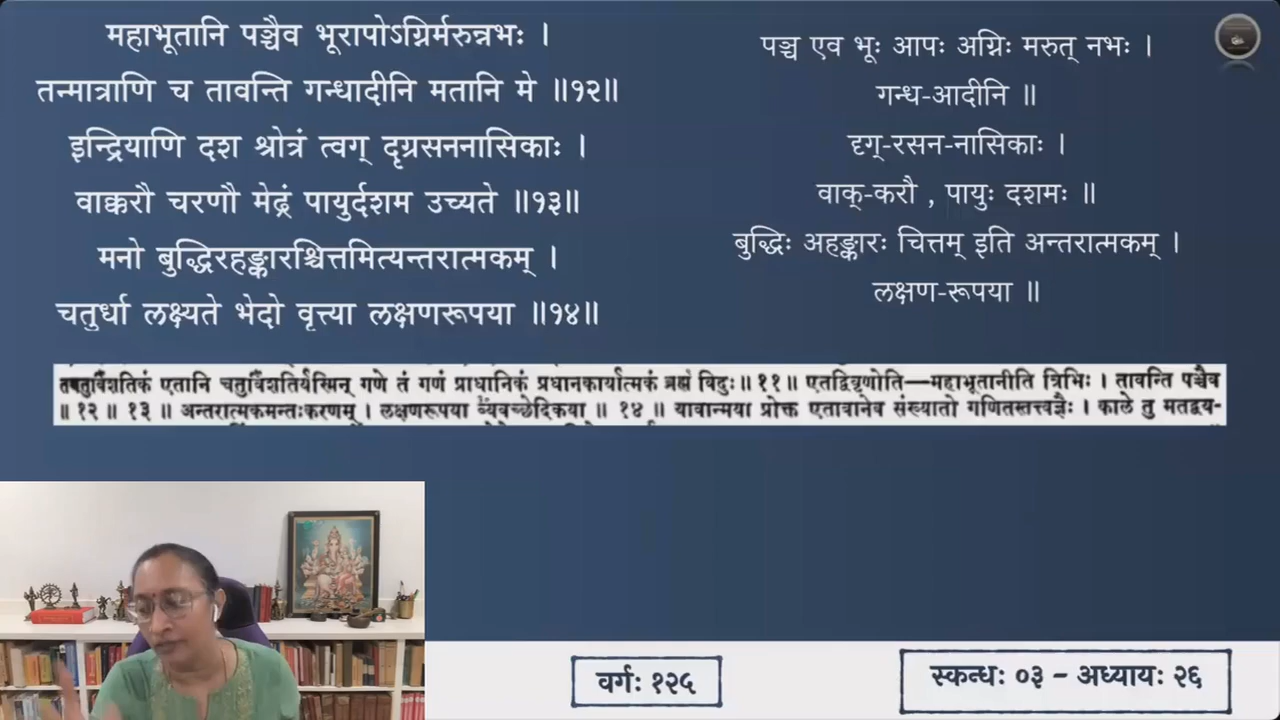 महाभूतानि पञ्चैव भूरापोऽग्निर्मरुन्नभः ।
तन्मात्राणि च तावन्ति गन्धादीनि मतानि मे ॥१२॥
इन्द्रियाणि दश श्रोत्रं त्वग् दृग्रसननासिकाः ।
वाक्करौ चरणौ मेढ्रं पायुर्दशम उच्यते ॥१३॥
मनो बुद्धिरहङ्कारश्चित्तमित्यन्तरात्मकम् ।
चतुर्धा लक्ष्यते भेदो वृत्त्या लक्षणरूपया ॥१४॥
पञ्च एव भूः आपः अग्निः मरुत् नभः ।
गन्ध-आदीनि ॥
दृग्-रसन-नासिकाः ।
वाक्-करौ , पायुः दशमः ॥
बुद्धिः अहङ्कारः चित्तम् इति अन्तरात्मकम् ।
लक्षण-रूपया ॥
एतानि चतुर्विंशतिर्यस्मिन् गणे तं गणं प्राधानिकं प्रधानकार्यात्मकं ब्रह्म विदुः॥ ११॥ एतद्विवृणोति—महाभूतानीति त्रिभिः । तावन्ति पञ्चैव
॥ १२ ॥ १३ ॥ अन्तरात्मकमन्तःकरणम् । लक्षणरूपया व्यवच्छेदिकया ॥ १४ ॥ यावान्मया प्रोक्त एतावानेव संख्यातो गणितस्तत्त्वज्ञैः । काले तु मतद्वय-
वर्गः १२५
स्कन्धः ०३ - अध्यायः २६